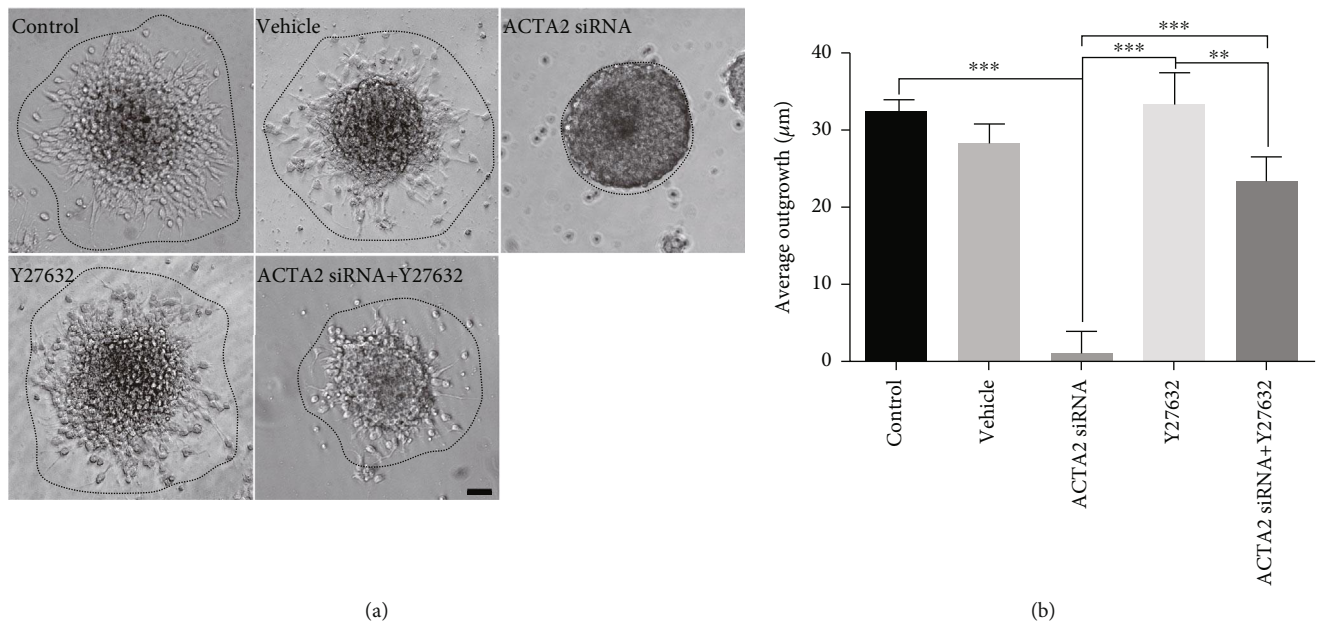 Control
Vehicle
ACTA2 siRNA
Y27632
ACTA2 siRNA+Y27632
(a)
Average outgrowth (μm)
40
30
20
10
0
***
***
***
**
Control
Vehicle
ACTA2 siRNA
Y27632
ACTA2 siRNA+Y27632
(b)